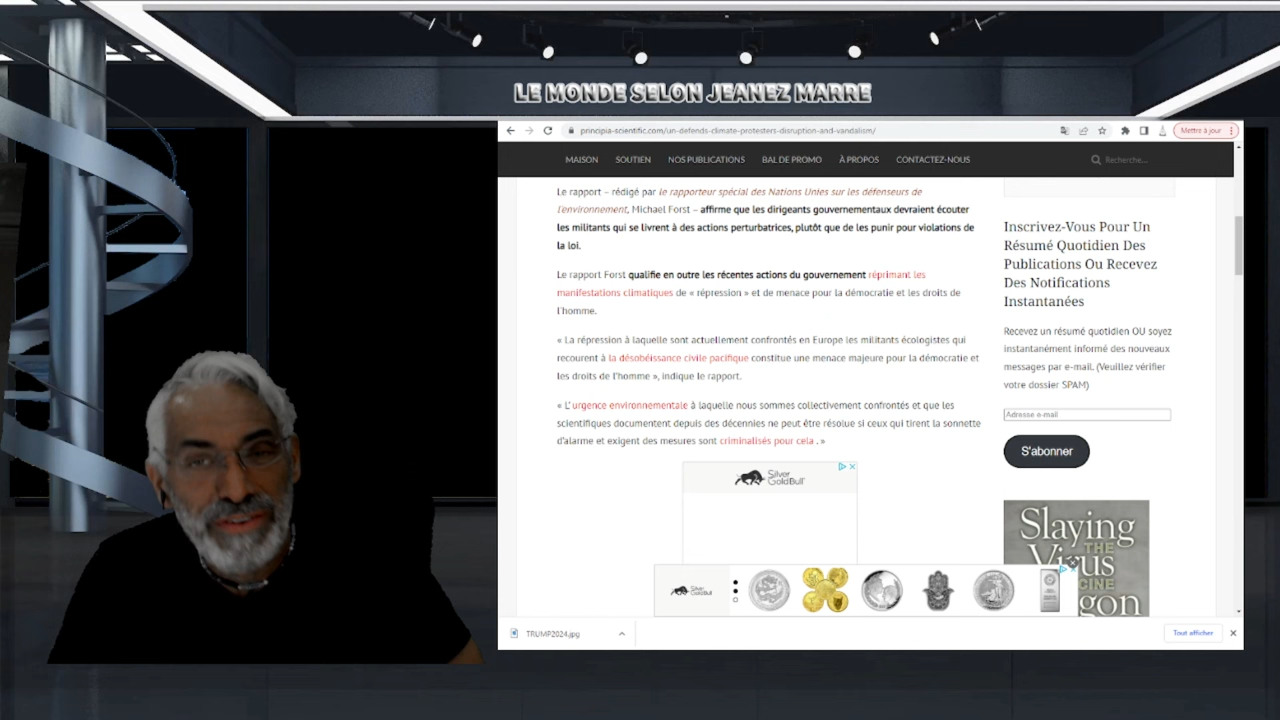 LE MONDE SELON JEANEZ MARRE
principia-scientific.com/un-defends-climate-protesters-disruption-and-vandalism/
Mettre à jour
MAISON SOUTIEN NOS PUBLICATIONS BAL DE PROMO À PROPOS CONTACTEZ-NOUS
Recherche...
Le rapport – rédigé par le rapporteur spécial des Nations Unies sur les défenseurs de
l'environnement, Michael Forst – affirme que les dirigeants gouvernementaux devraient écouter
les militants qui se livrent à des actions perturbatrices, plutôt que de les punir pour violations de
la loi.
Le rapport Forst qualifie en outre les récentes actions du gouvernement réprimant les
manifestations climatiques de « répression » et de menace pour la démocratie et les droits de
l'homme.
« La répression à laquelle sont actuellement confrontés en Europe les militants écologistes qui
recourent à la désobéissance civile pacifique constitue une menace majeure pour la démocratie et
les droits de l'homme », indique le rapport.
« L' urgence environnementale à laquelle nous sommes collectivement confrontés et que les
scientifiques documentent depuis des décennies ne peut être résolue si ceux qui tirent la sonnette
d'alarme et exigent des mesures sont criminalisés pour cela . »
Silver
GoldBull
Inscrivez-Vous Pour Un
Résumé Quotidien Des
Publications Ou Recevez
Des Notifications
Instantanées
Recevez un résumé quotidien OU soyez
instantanément informé des nouveaux
messages par e-mail. (Veuillez vérifier
votre dossier SPAM)
Adresse e-mail
S'abonner
Slaying
THE
Virus
gon
Silver
GoldBull
TRUMP2024.jpg
Tout afficher